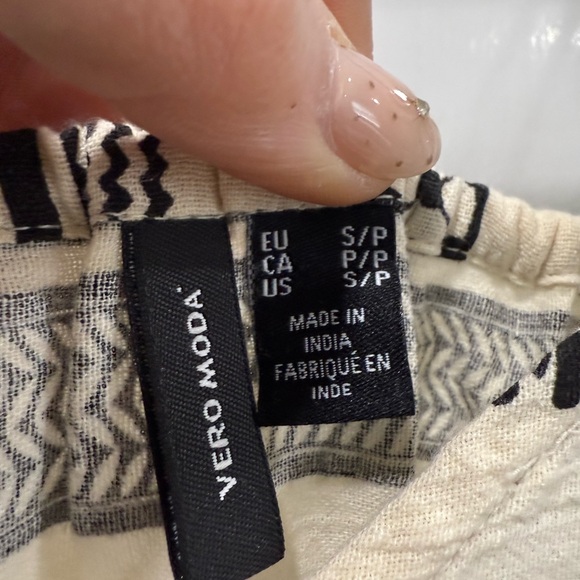 VERO MODA
EU S/P
CA P/P
US S/P
MADE IN
INDIA
FABRIQUÉ EN
INDE